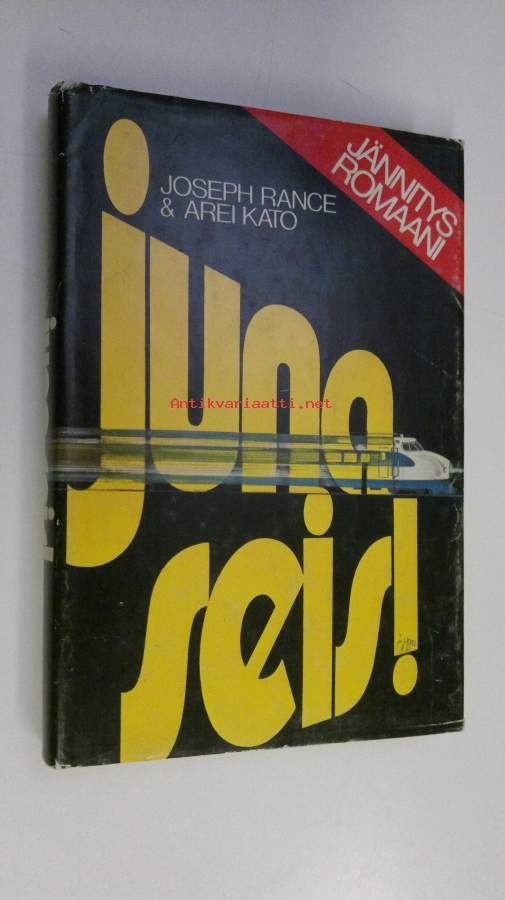 JÄNNITYS
ROMAANI
JOSEPH RANCE
& AREI KATO
juna
seis!
Antikvariaatti.net